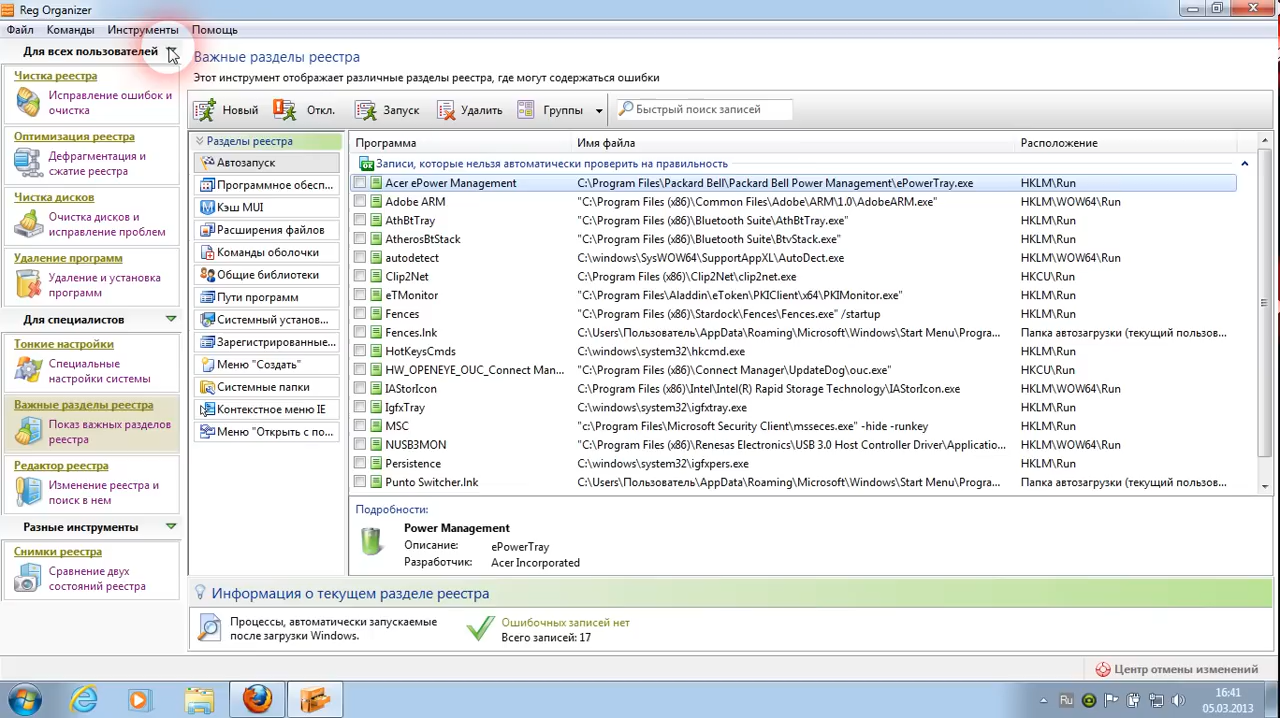 Reg Organizer
Файл Команды Инструменты Помощь
Для всех пользователей
Чистка реестра
Исправление ошибок и
очистка
Оптимизация реестра
Дефрагментация и
сжатие реестра
Чистка дисков
Очистка дисков и
исправление проблем
Удаление программ
Удаление и установка
программ
Для специалистов
Тонкие настройки
Специальные
настройки системы
Важные разделы реестра
Показ важных разделов
реестра
Редактор реестра
Изменение реестра и
поиск в нем
Разные инструменты
Снимки реестра
Сравнение двух
состояний реестра
Важные разделы реестра
Этот инструмент отображает различные разделы реестра, где могут содержаться ошибки
Новый Откл. Запуск Удалить Группы Быстрый поиск записей
Разделы реестра
Автозапуск
Программное обесп...
Кэш MUI
Расширения файлов
Команды оболочки
Общие библиотеки
Пути программ
Системный установ...
Зарегистрированные...
Меню "Создать"
Системные папки
Контекстное меню IE
Меню "Открыть с по...
Программа Имя файла Расположение
Записи, которые нельзя автоматически проверить на правильность
Acer ePower Management C:\Program Files\Packard Bell\Packard Bell Power Management\ePowerTray.exe HKLM\Run
Adobe ARM "C:\Program Files (x86)\Common Files\Adobe\ARM\1.0\AdobeARM.exe" HKLM\WOW64\Run
AthBtTray "C:\Program Files (x86)\Bluetooth Suite\AthBtTray.exe" HKLM\Run
AtherosBtStack "C:\Program Files (x86)\Bluetooth Suite\BtvStack.exe" HKLM\Run
autodetect "C:\windows\SysWOW64\SupportAppXL\AutoDect.exe" HKLM\WOW64\Run
Clip2Net "C:\Program Files (x86)\Clip2Net\clip2net.exe HKCU\Run
eTMonitor "C:\Program Files\Aladdin\eToken\PKIClient\x64\PKIMonitor.exe" HKLM\Run
Fences "C:\Program Files (x86)\Stardock\Fences\Fences.exe" /startup HKLM\Run
Fences.lnk C:\Users\Пользователь\AppData\Roaming\Microsoft\Windows\Start Menu\Progra... Папка автозагрузки (текущий пользов...
HotKeysCmds C:\windows\system32\hkcmd.exe HKLM\Run
HW_OPENEYE_OUC_Connect Man... "C:\Program Files (x86)\Connect Manager\UpdateDog\ouc.exe" HKCU\Run
IAStorIcon C:\Program Files (x86)\Intel\Intel(R) Rapid Storage Technology\IAStorIcon.exe HKLM\WOW64\Run
IgfxTray C:\windows\system32\igfxtray.exe HKLM\Run
MSC "c:\Program Files\Microsoft Security Client\msseces.exe" -hide -runkey HKLM\Run
NUSB3MON "C:\Program Files (x86)\Renesas Electronics\USB 3.0 Host Controller Driver\Applicatio... HKLM\WOW64\Run
Persistence C:\windows\system32\igfxpers.exe HKLM\Run
Punto Switcher.lnk C:\Users\Пользователь\AppData\Roaming\Microsoft\Windows\Start Menu\Progra... Папка автозагрузки (текущий пользов...
Подробности:
Power Management
Описание: ePowerTray
Разработчик: Acer Incorporated
Информация о текущем разделе реестра
Процессы, автоматически запускаемые
после загрузки Windows.
Ошибочных записей нет
Всего записей: 17
Центр отмены изменений
Ru
16:41
05.03.2013